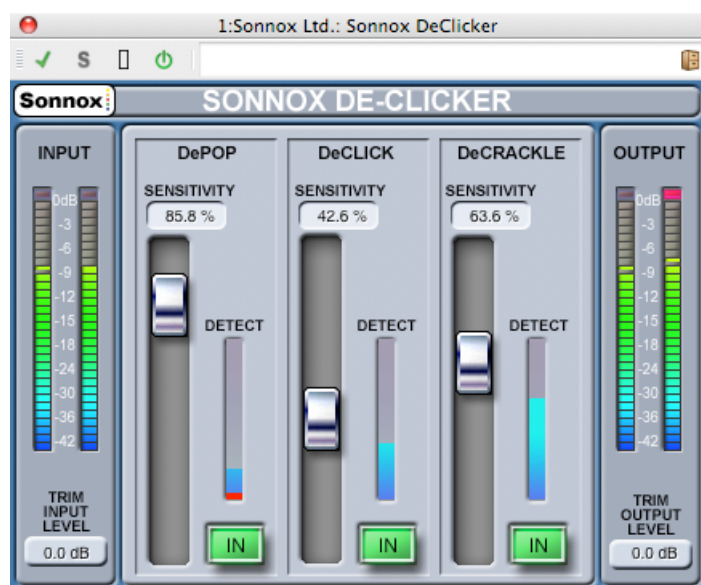 1:Sonnox Ltd.: Sonnox DeClicker
S
Sonnox
SONNOX DE-CLICKER
INPUT
0dB
-3
-6
-9
-12
-15
-18
-24
-30
-36
-42
TRIM
INPUT
LEVEL
0.0 dB
DePOP
SENSITIVITY
85.8 %
DETECT
IN
DeCLICK
SENSITIVITY
42.6 %
DETECT
IN
DeCRACKLE
SENSITIVITY
63.6 %
DETECT
IN
OUTPUT
0dB
-3
-6
-9
-12
-15
-18
-24
-30
-36
-42
TRIM
OUTPUT
LEVEL
0.0 dB